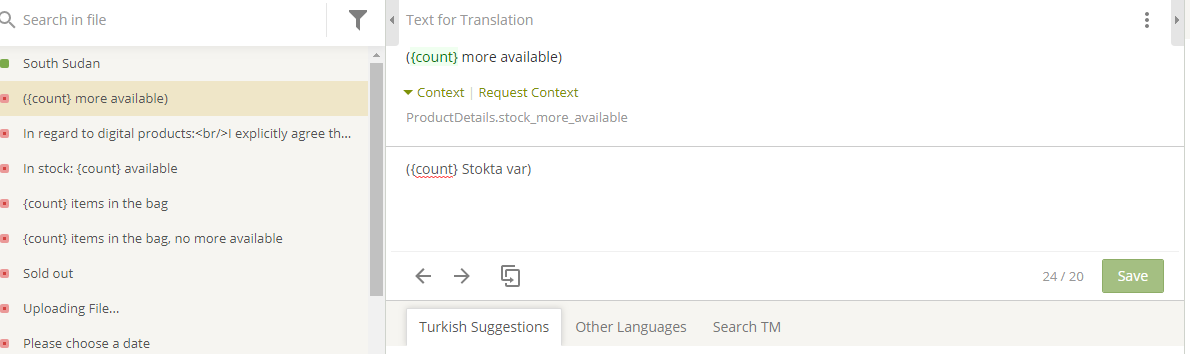 Search in file
South Sudan
({count} more available)
In regard to digital products:<br/>I explicitly agree th...
In stock: {count} available
{count} items in the bag
{count} items in the bag, no more available
Sold out
Uploading File...
Please choose a date
Text for Translation
({count} more available)
Context | Request Context
ProductDetails.stock_more_available
({count} Stokta var)
24 / 20
Save
Turkish Suggestions
Other Languages
Search TM